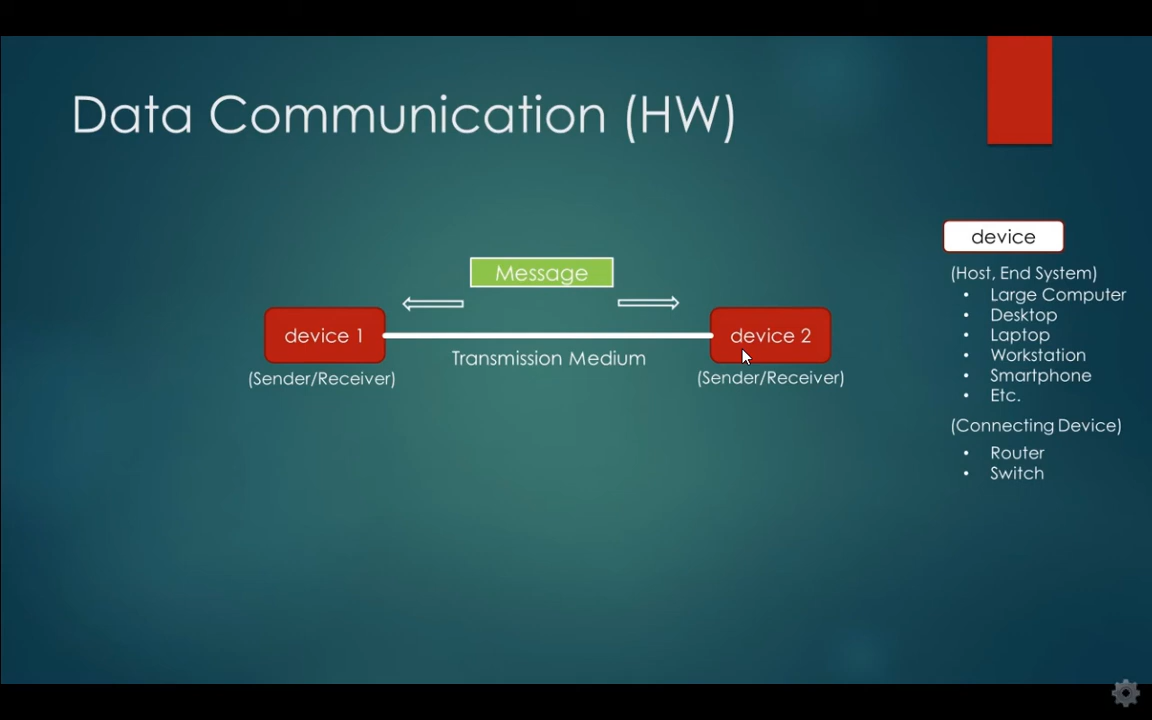 Data Communication (HW)
Message
device 1
device 2
Transmission Medium
(Sender/Receiver)
(Sender/Receiver)
device
(Host, End System)
• Large Computer
• Desktop
• Laptop
• Workstation
• Smartphone
• Etc.
(Connecting Device)
• Router
• Switch